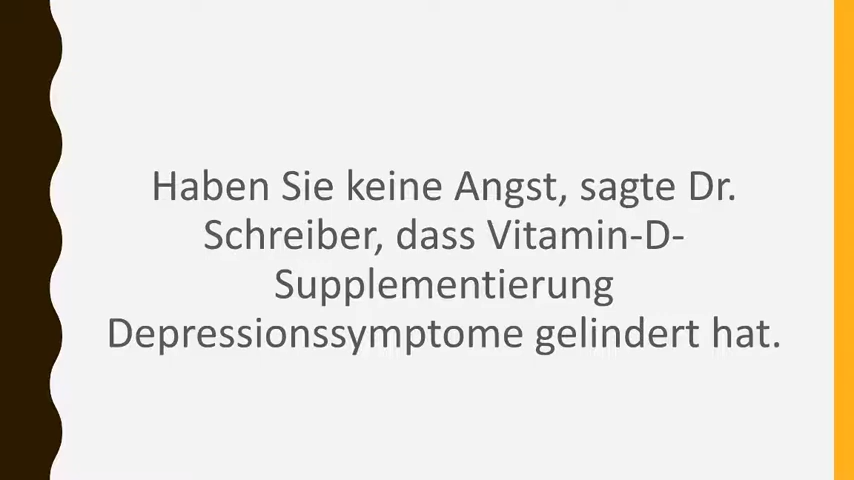 Haben Sie keine Angst, sagte Dr.
Schreiber, dass Vitamin-D-
Supplementierung
Depressionssymptome gelindert hat.